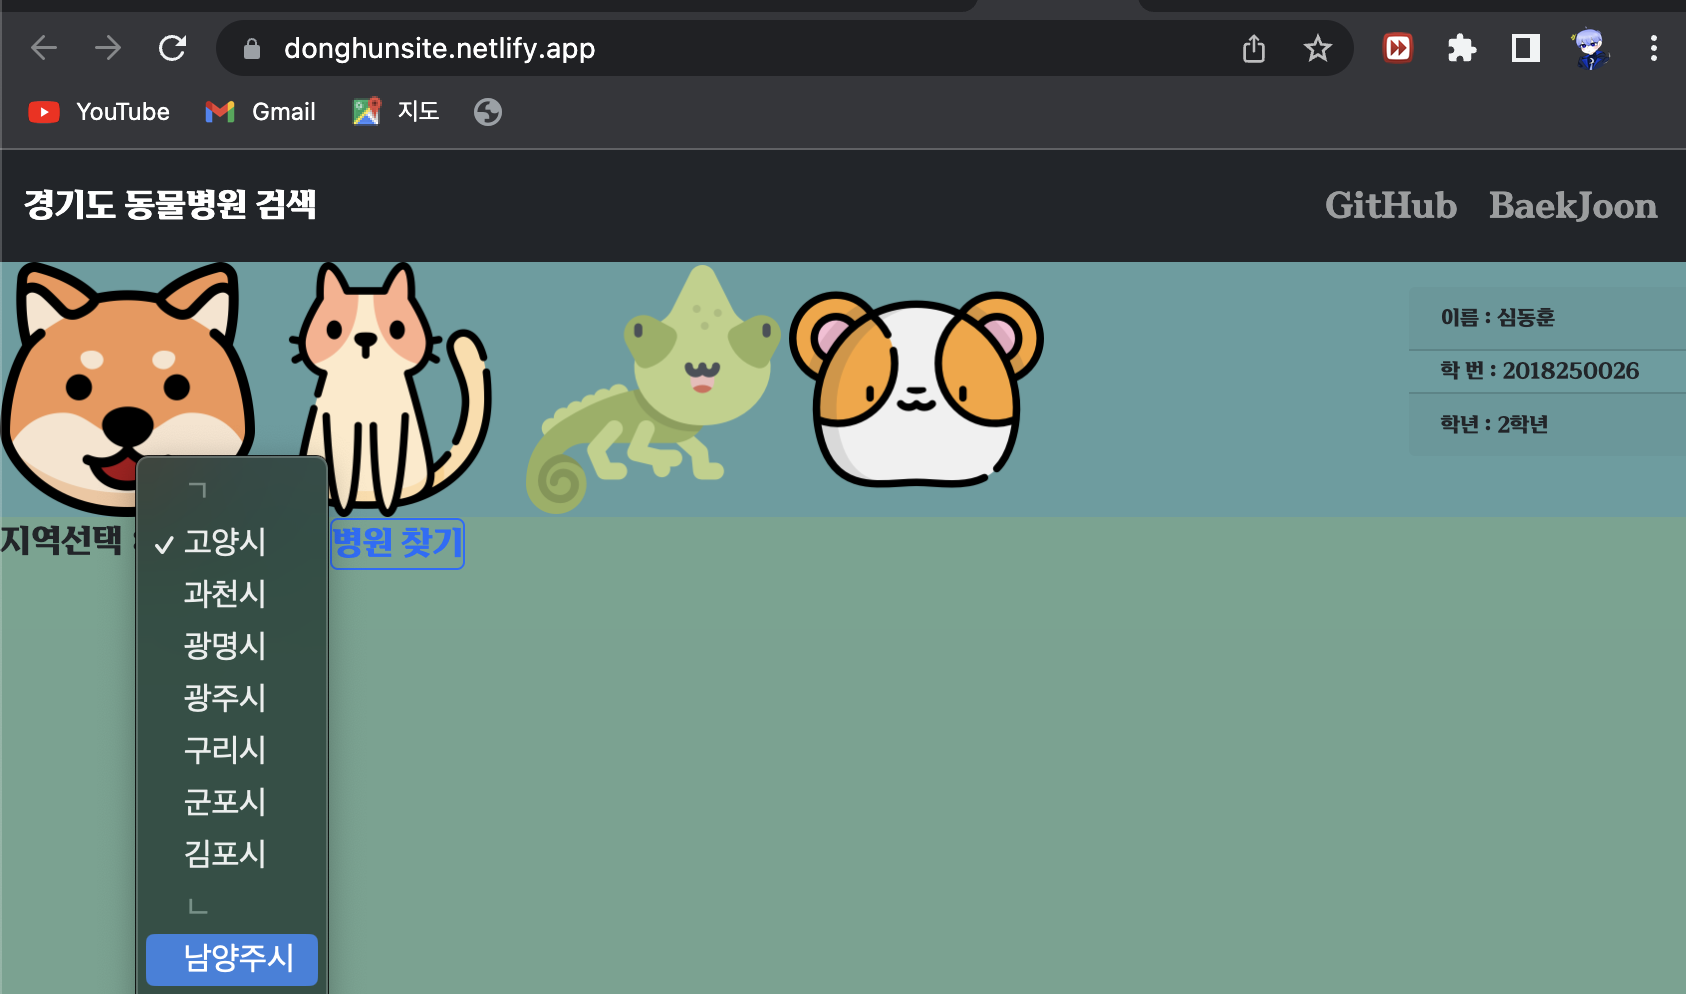 donghunsite.netlify.app
YouTube Gmail 지도
경기도 동물병원 검색 GitHub BaekJoon
이름 : 심동훈
학 번 : 2018250026
학년 : 2학년
지역선택 :
병원 찾기
ㄱ
✓ 고양시
과천시
광명시
광주시
구리시
군포시
김포시
ㄴ
남양주시